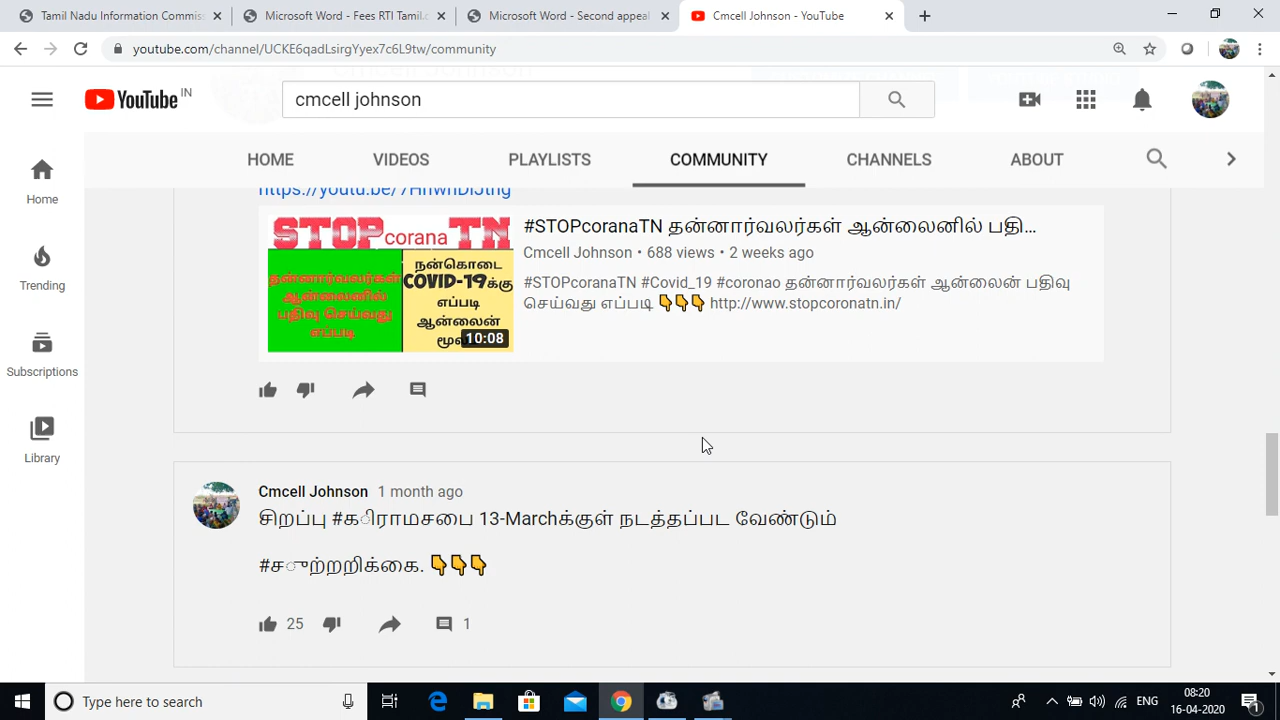 Tamil Nadu Information Commis
Microsoft Word - Fees RTI Tamil.d
Microsoft Word - Second appeal
Cmcell Johnson - YouTube
youtube.com/channel/UCKE6qadLsirgYyex7c6L9tw/community
YouTube IN
cmcell johnson
HOME
VIDEOS
PLAYLISTS
COMMUNITY
CHANNELS
ABOUT
Home
Trending
Subscriptions
Library
STOPcorana TN
தன்னார்வலர்கள்
ஆன்லைனில்
பதிவு செய்வது
எப்படி
நன்கொடை
COVID-19க்கு
எப்படி
ஆன்லைன்
10:08
#STOPcoranaTN தன்னார்வலர்கள் ஆன்லைனில் பதி...
Cmcell Johnson • 688 views • 2 weeks ago
#STOPcoranaTN #Covid_19 #coronao தன்னார்வலர்கள் ஆன்லைன் பதிவு
செய்வது எப்படி 👇👇👇 http://www.stopcoronatn.in/
Cmcell Johnson 1 month ago
சிறப்பு #கிராமசபை 13-Marchக்குள் நடத்தப்பட வேண்டும்
#சுற்றறிக்கை. 👇👇👇
25
1
Type here to search
ENG
08:20
16-04-2020
1